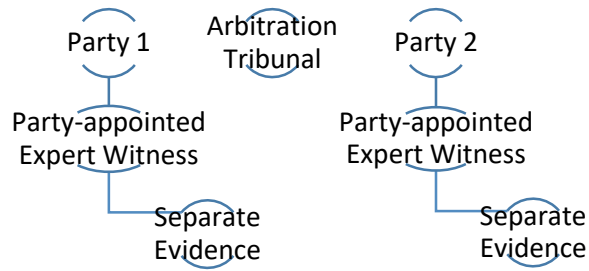 Party 1
Arbitration
Tribunal
Party 2
Party-appointed
Expert Witness
Party-appointed
Expert Witness
Separate
Evidence
Separate
Evidence